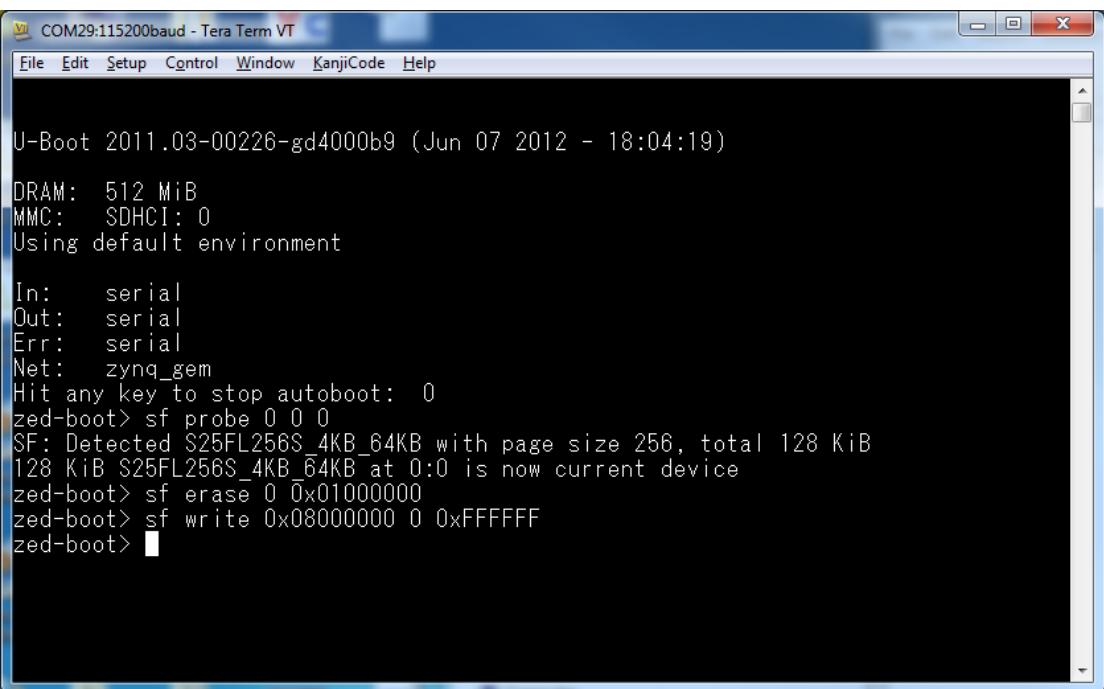 COM29:115200baud - Tera Term VT
File Edit Setup Control Window KanjiCode Help
U-Boot 2011.03-00226-gd4000b9 (Jun 07 2012 - 18:04:19)
DRAM:  512 MiB
MMC:   SDHCI: 0
Using default environment
In:    serial
Out:   serial
Err:   serial
Net:   zynq_gem
Hit any key to stop autoboot:  0
zed-boot> sf probe 0 0 0
SF: Detected S25FL256S_4KB_64KB with page size 256, total 128 KiB
128 KiB S25FL256S_4KB_64KB at 0:0 is now current device
zed-boot> sf erase 0 0x01000000
zed-boot> sf write 0x08000000 0 0xFFFFFF
zed-boot>